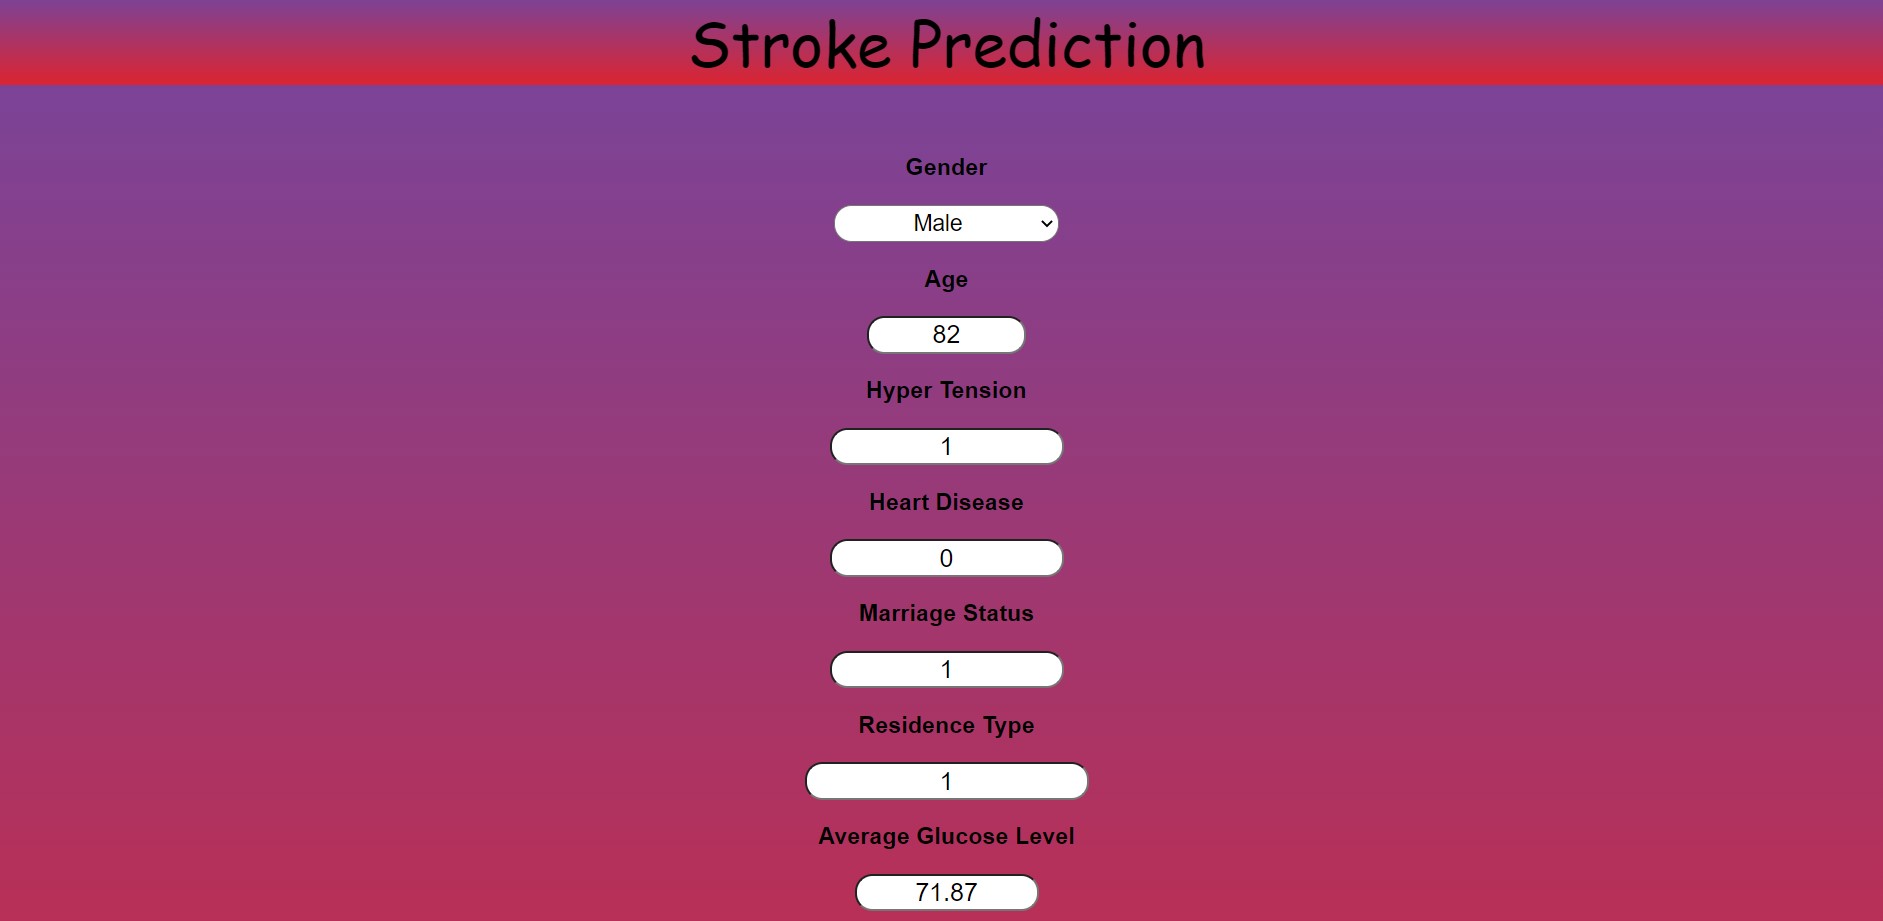 Stroke Prediction
Gender
Male
Age
82
Hyper Tension
1
Heart Disease
0
Marriage Status
1
Residence Type
1
Average Glucose Level
71.87